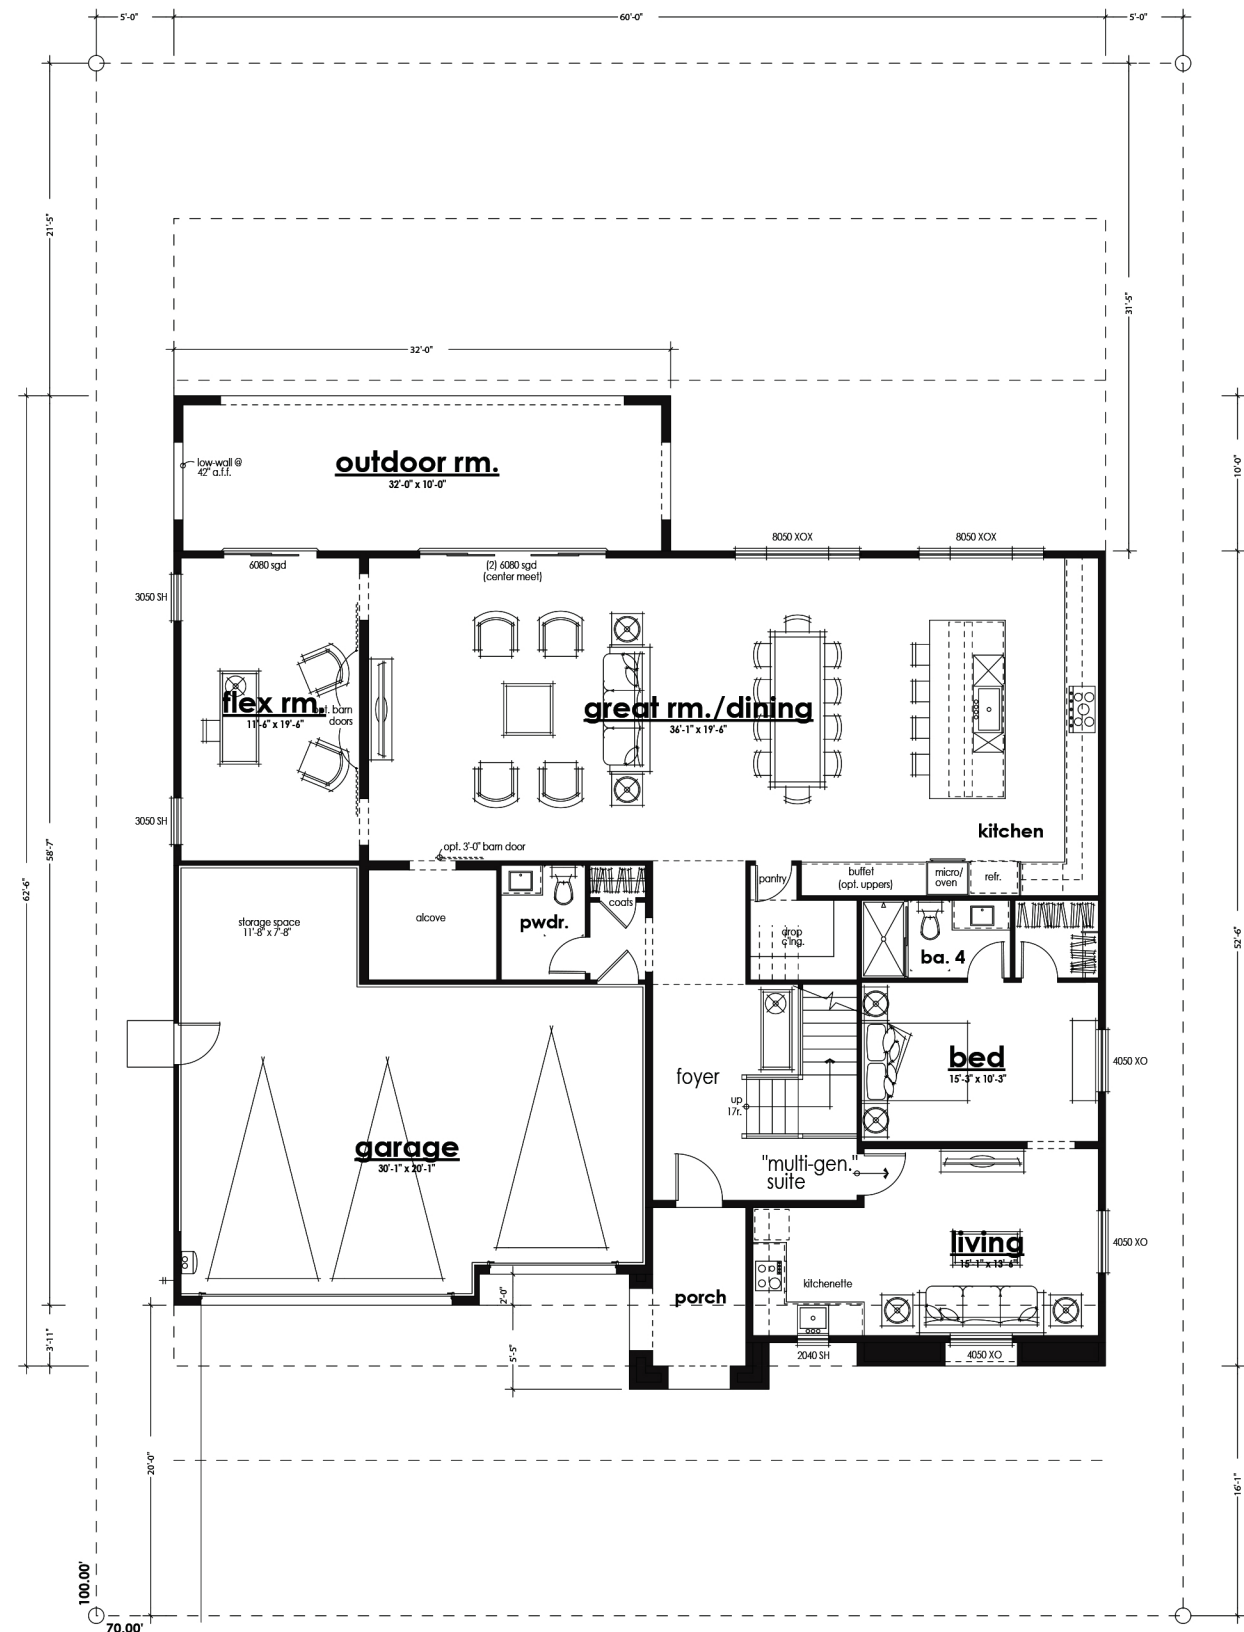 5'-0"
60'-0"
5'-0"
21'-5"
31'-5"
32'-0"
outdoor rm.
32'-0" x 10'-0"
low-wall @
42" a.f.f.
10'-0"
8050 XOX
8050 XOX
6080 sgd
(2) 6080 sgd
(center meet)
3050 SH
flex rm.
11'-6" x 19'-6"
opt. barn
doors
great rm./dining
36'-1" x 19'-6"
3050 SH
kitchen
opt. 3'-0" barn door
58'-7"
62'-6"
52'-6"
storage space
11'-8" x 7'-8"
alcove
pwdr.
coats
pantry
buffet
(opt. uppers)
micro/
oven
refr.
drop
c'lng.
ba. 4
foyer
up
17r.
bed
15'-3" x 10'-3"
4050 XO
garage
30'-1" x 20'-1"
"multi-gen."
suite
living
15'-1" x 13'-6"
4050 XO
kitchenette
porch
2'-0"
5'-5"
3'-11"
2040 SH
4050 XO
20'-0"
16'-1"
100.00'
70.00'